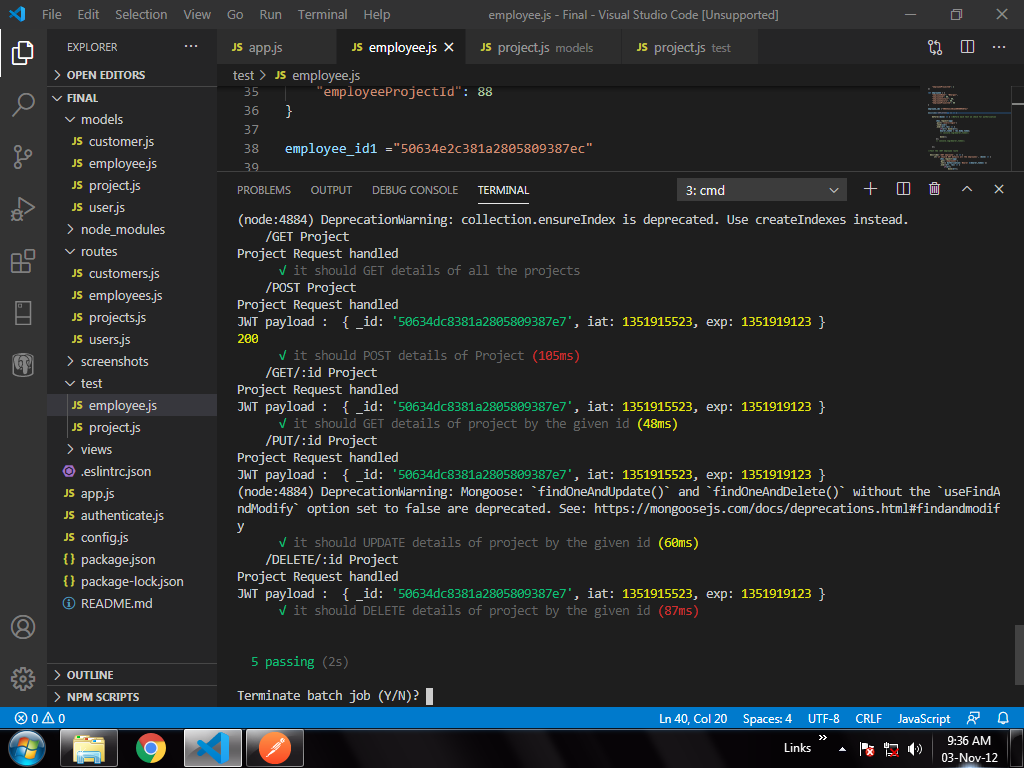 File Edit Selection View Go Run Terminal Help employee.js - Final - Visual Studio Code [Unsupported]
EXPLORER
OPEN EDITORS
FINAL
models
JS customer.js
JS employee.js
JS project.js
JS user.js
node_modules
routes
JS customers.js
JS employees.js
JS projects.js
JS users.js
screenshots
test
JS employee.js
JS project.js
views
.eslintrc.json
JS app.js
JS authenticate.js
JS config.js
{} package.json
{} package-lock.json
README.md
OUTLINE
NPM SCRIPTS
JS app.js JS employee.js JS project.js models JS project.js test
test > JS employee.js
35 "employeeProjectId": 88
36 }
37
38 employee_id1 ="50634e2c381a2805809387ec"
39
PROBLEMS OUTPUT DEBUG CONSOLE TERMINAL 3: cmd
(node:4884) DeprecationWarning: collection.ensureIndex is deprecated. Use createIndexes instead.
/GET Project
Project Request handled
√ it should GET details of all the projects
/POST Project
Project Request handled
JWT payload : { _id: '50634dc8381a2805809387e7', iat: 1351915523, exp: 1351919123 }
200
√ it should POST details of Project (105ms)
/GET/:id Project
Project Request handled
JWT payload : { _id: '50634dc8381a2805809387e7', iat: 1351915523, exp: 1351919123 }
√ it should GET details of project by the given id (48ms)
/PUT/:id Project
Project Request handled
JWT payload : { _id: '50634dc8381a2805809387e7', iat: 1351915523, exp: 1351919123 }
(node:4884) DeprecationWarning: Mongoose: `findOneAndUpdate()` and `findOneAndDelete()` without the `useFindA
ndModify` option set to false are deprecated. See: https://mongoosejs.com/docs/deprecations.html#findandmodif
y
√ it should UPDATE details of project by the given id (60ms)
/DELETE/:id Project
Project Request handled
JWT payload : { _id: '50634dc8381a2805809387e7', iat: 1351915523, exp: 1351919123 }
√ it should DELETE details of project by the given id (87ms)
5 passing (2s)
Terminate batch job (Y/N)?
0 0 Ln 40, Col 20 Spaces: 4 UTF-8 CRLF JavaScript
Links 9:36 AM
03-Nov-12